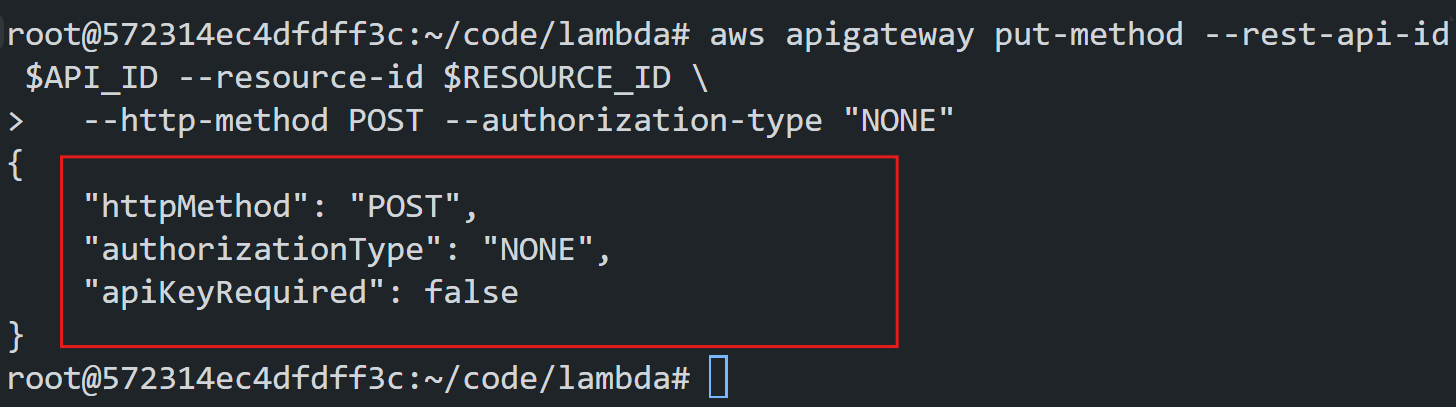 root@572314ec4dfdff3c:~/code/lambda# aws apigateway put-method --rest-api-id
 $API_ID --resource-id $RESOURCE_ID \
>   --http-method POST --authorization-type "NONE"
{
    "httpMethod": "POST",
    "authorizationType": "NONE",
    "apiKeyRequired": false
}
root@572314ec4dfdff3c:~/code/lambda#